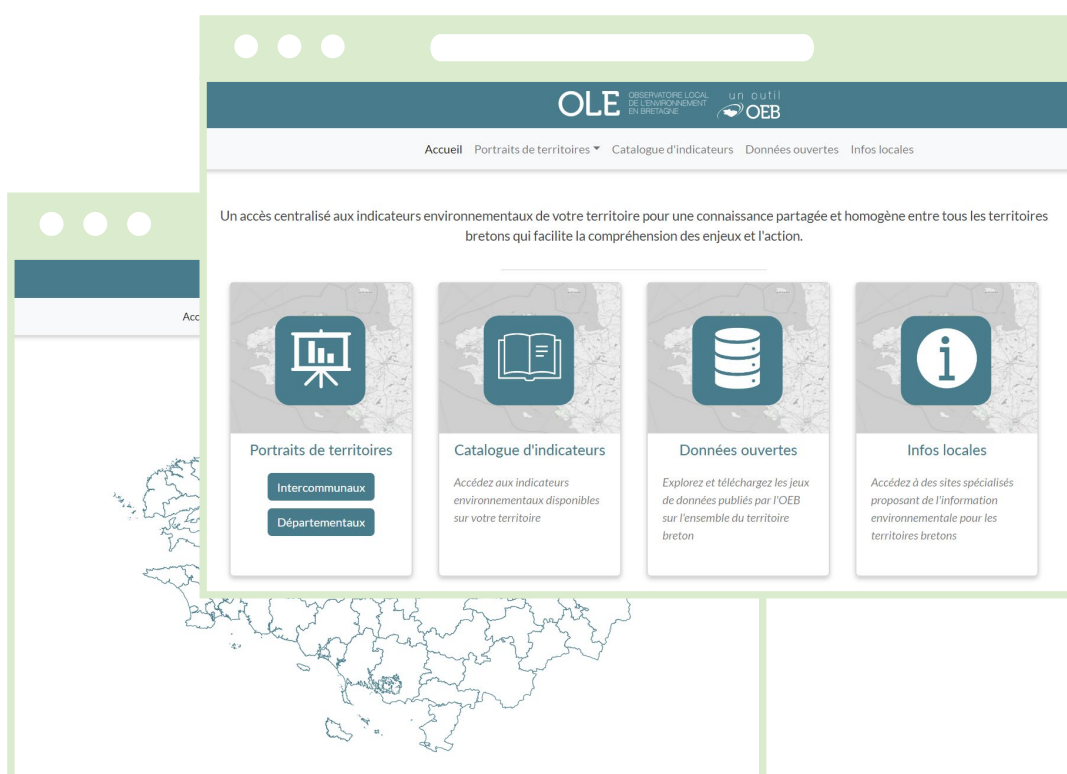 OLE
OBSERVATOIRE LOCAL
DE L'ENVIRONNEMENT
EN BRETAGNE
un outil
OEB
Accueil Portraits de territoires Catalogue d'indicateurs Données ouvertes Infos locales
Un accès centralisé aux indicateurs environnementaux de votre territoire pour une connaissance partagée et homogène entre tous les territoires
bretons qui facilite la compréhension des enjeux et l'action.
Portraits de territoires
Intercommunaux
Départementaux
Catalogue d'indicateurs
Accédez aux indicateurs
environnementaux disponibles
sur votre territoire
Données ouvertes
Explorez et téléchargez les jeux
de données publiés par l'OEB
sur l'ensemble du territoire
breton
Infos locales
Accédez à des sites spécialisés
proposant de l'information
environnementale pour les
territoires bretons
Acc